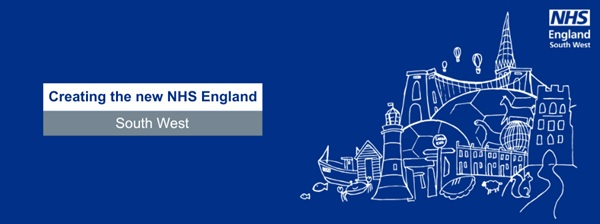 Creating the new NHS England
South West
NHS
England
South West